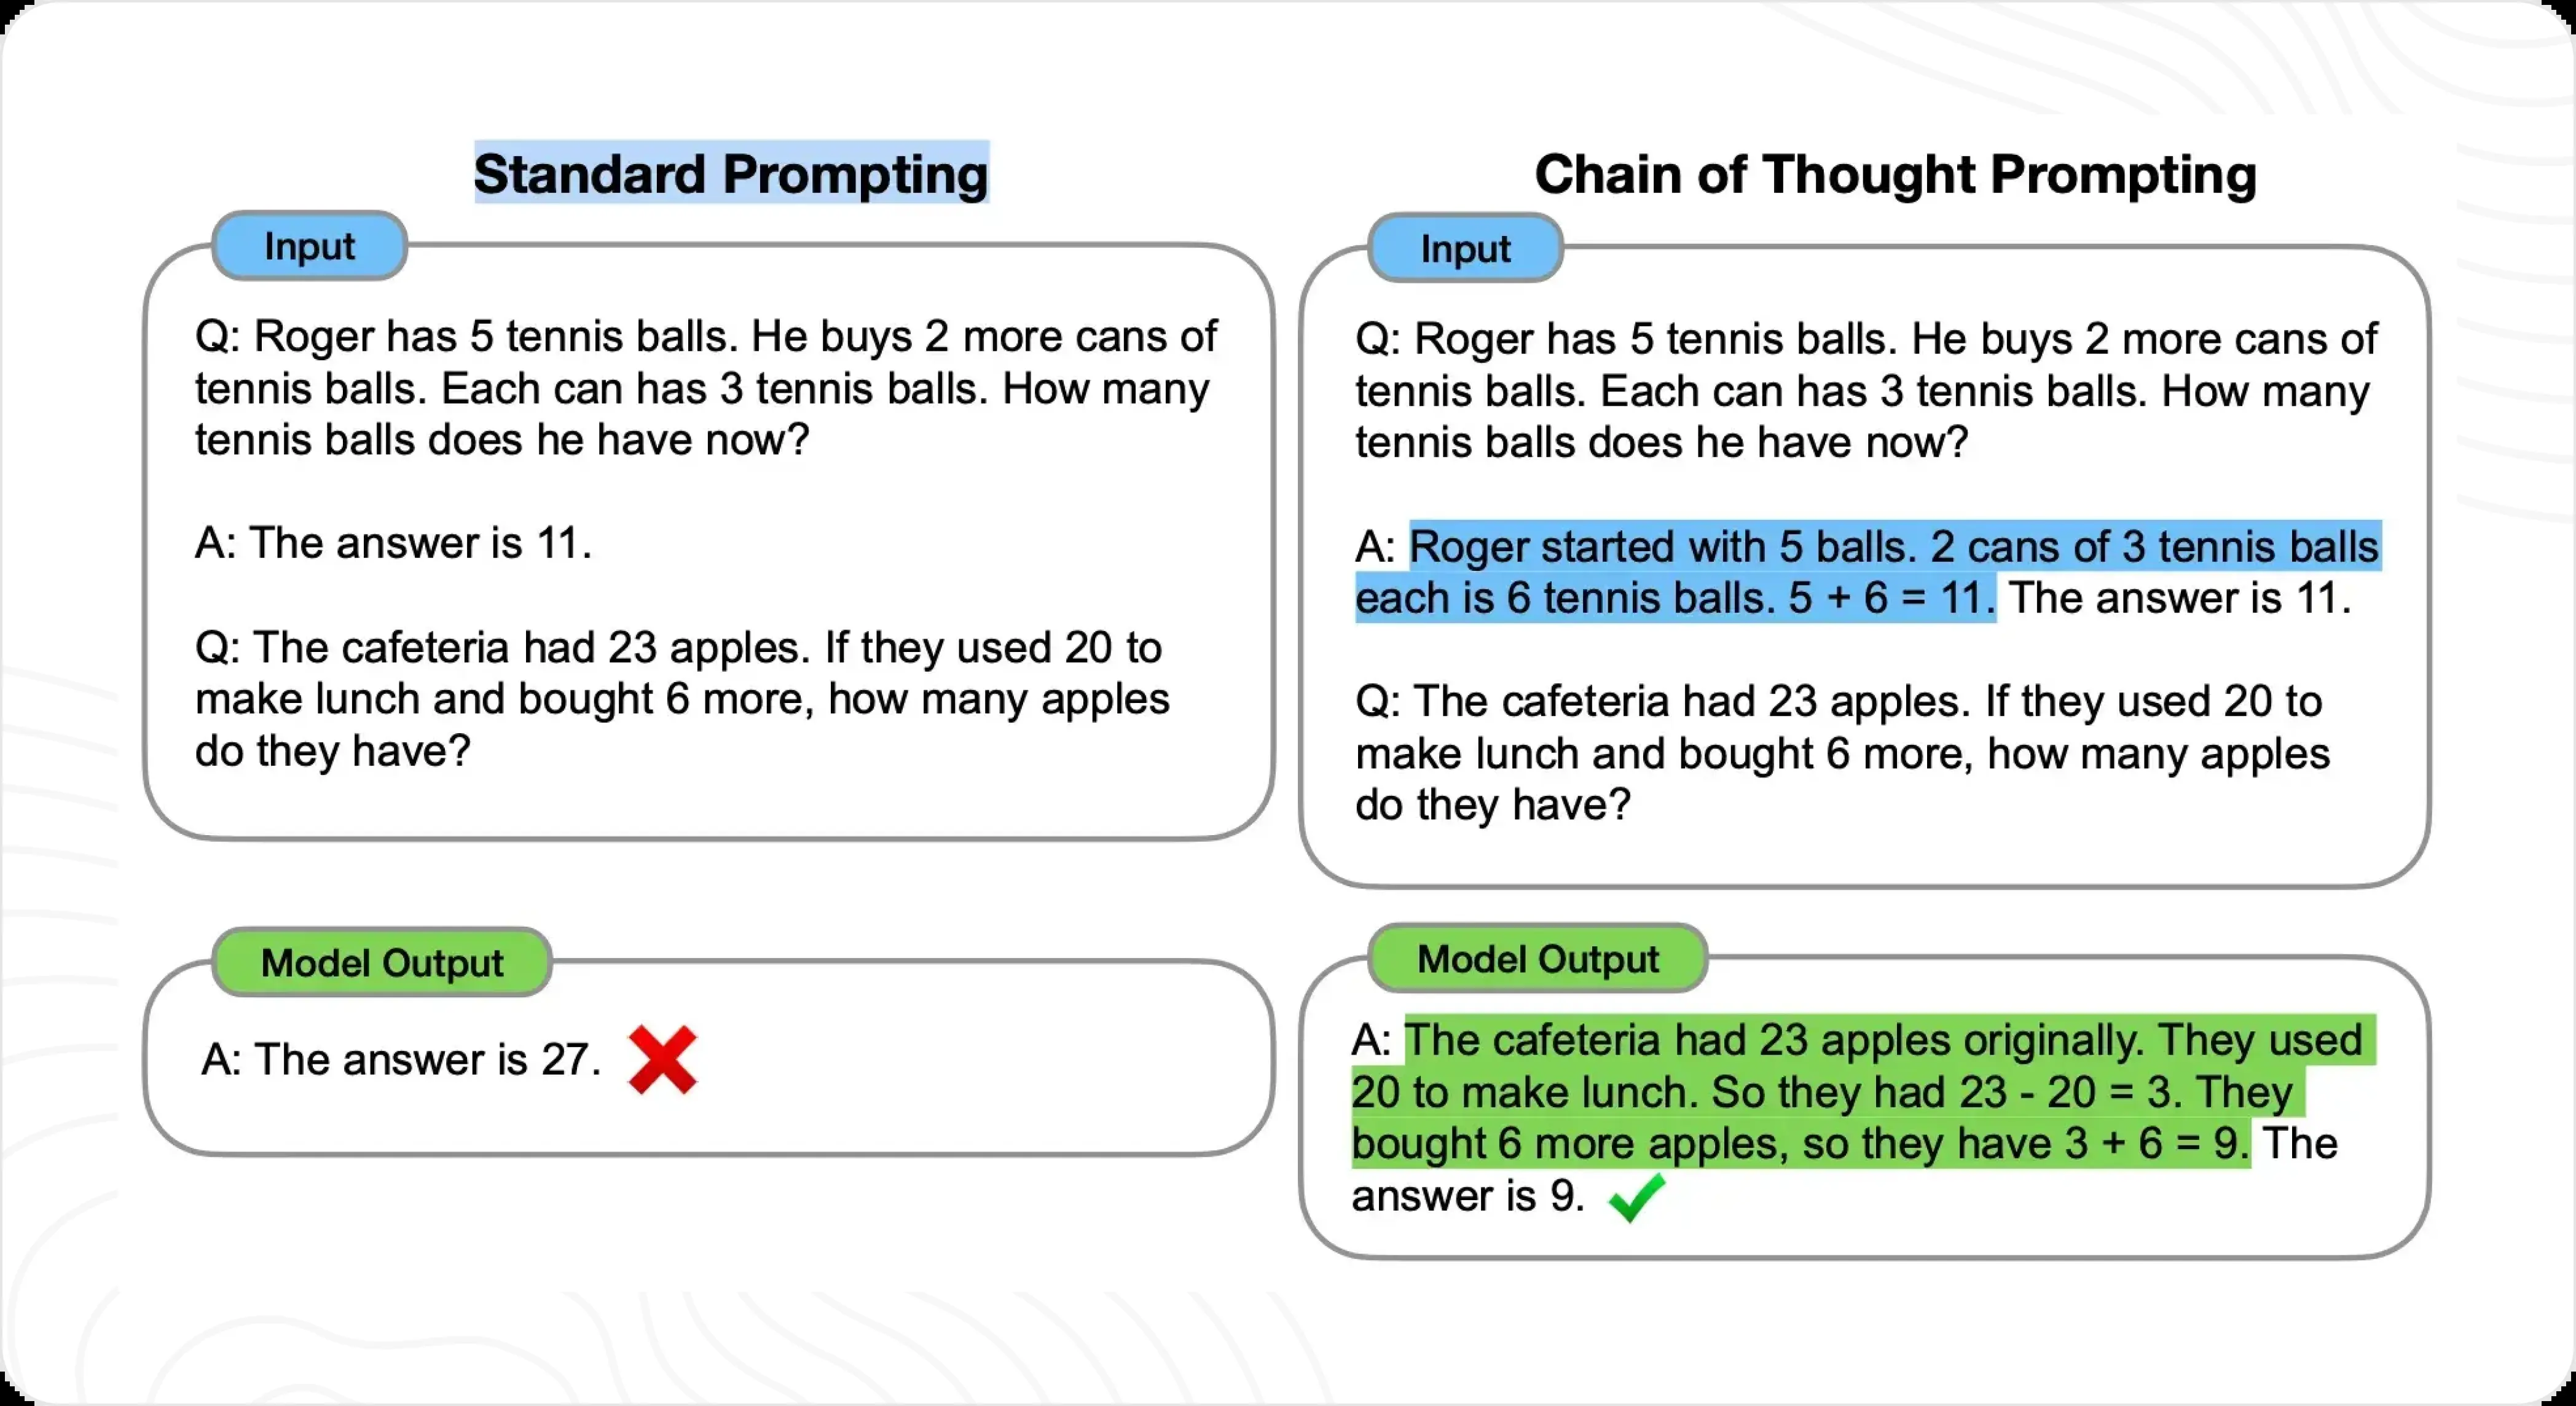 Standard Prompting
Input
Q: Roger has 5 tennis balls. He buys 2 more cans of
tennis balls. Each can has 3 tennis balls. How many
tennis balls does he have now?
A: The answer is 11.
Q: The cafeteria had 23 apples. If they used 20 to
make lunch and bought 6 more, how many apples
do they have?
Model Output
A: The answer is 27.
Chain of Thought Prompting
Input
Q: Roger has 5 tennis balls. He buys 2 more cans of
tennis balls. Each can has 3 tennis balls. How many
tennis balls does he have now?
A: Roger started with 5 balls. 2 cans of 3 tennis balls
each is 6 tennis balls. 5 + 6 = 11. The answer is 11.
Q: The cafeteria had 23 apples. If they used 20 to
make lunch and bought 6 more, how many apples
do they have?
Model Output
A: The cafeteria had 23 apples originally. They used
20 to make lunch. So they had 23 - 20 = 3. They
bought 6 more apples, so they have 3 + 6 = 9. The
answer is 9.